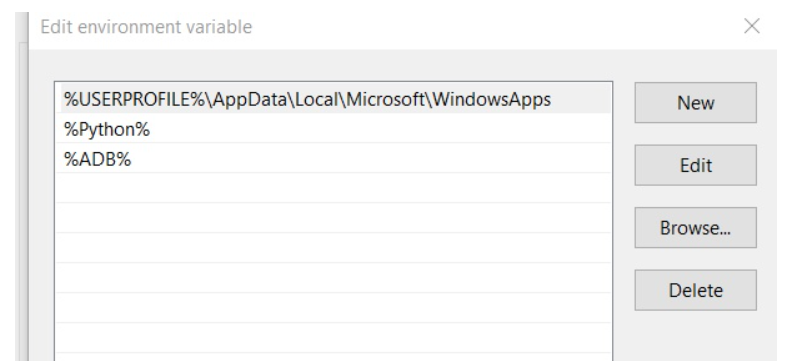 Edit environment variable
%USERPROFILE%\AppData\Local\Microsoft\WindowsApps
%Python%
%ADB%
New
Edit
Browse...
Delete